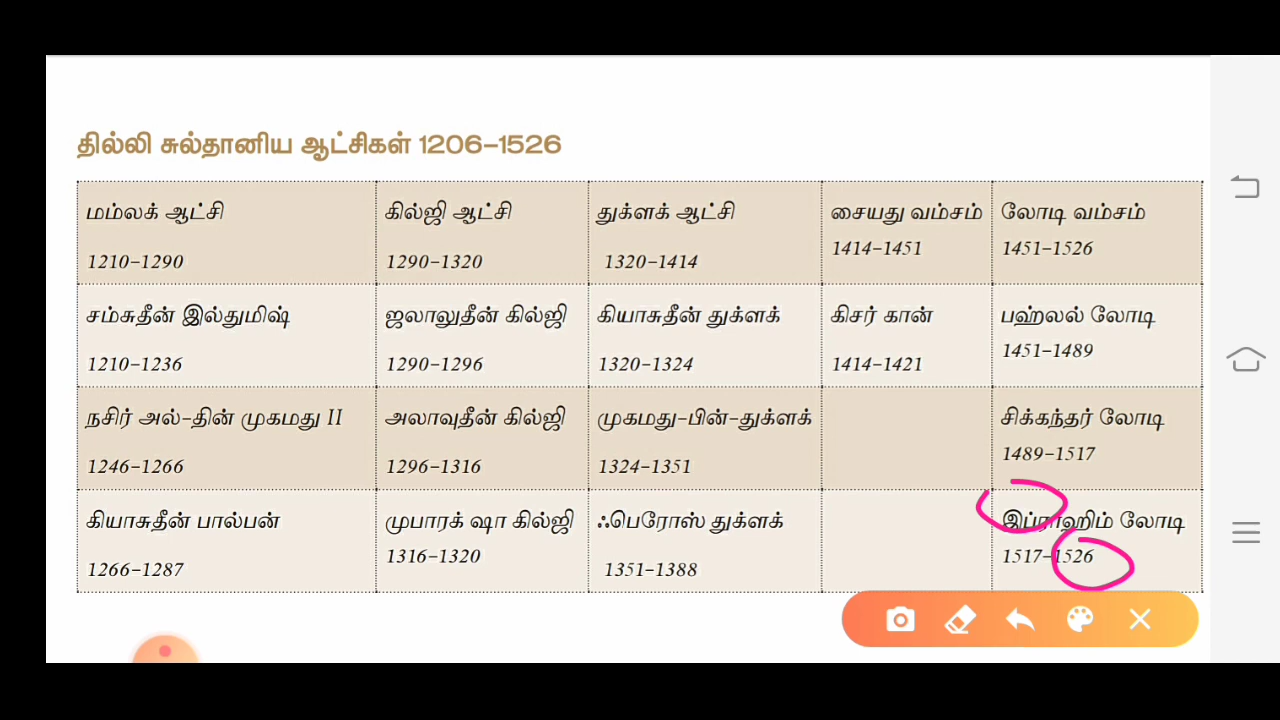 தில்லி சுல்தானிய ஆட்சிகள் 1206–1526
மம்லக் ஆட்சி
1210–1290
கில்ஜி ஆட்சி
1290–1320
துக்ளக் ஆட்சி
1320–1414
சையது வம்சம்
1414–1451
லோடி வம்சம்
1451–1526
சம்சுதீன் இல்துமிஷ்
1210–1236
ஜலாலுதீன் கில்ஜி
1290–1296
கியாசுதீன் துக்ளக்
1320–1324
கிசர் கான்
1414–1421
பஹ்லல் லோடி
1451–1489
நசிர் அல்–தின் முகமது II
1246–1266
அலாவுதீன் கில்ஜி
1296–1316
முகமது–பின்–துக்ளக்
1324–1351
சிக்கந்தர் லோடி
1489–1517
கியாசுதீன் பால்பன்
1266–1287
முபாரக் ஷா கில்ஜி
1316–1320
ஃபெரோஸ் துக்ளக்
1351–1388
இப்ராஹிம் லோடி
1517–1526